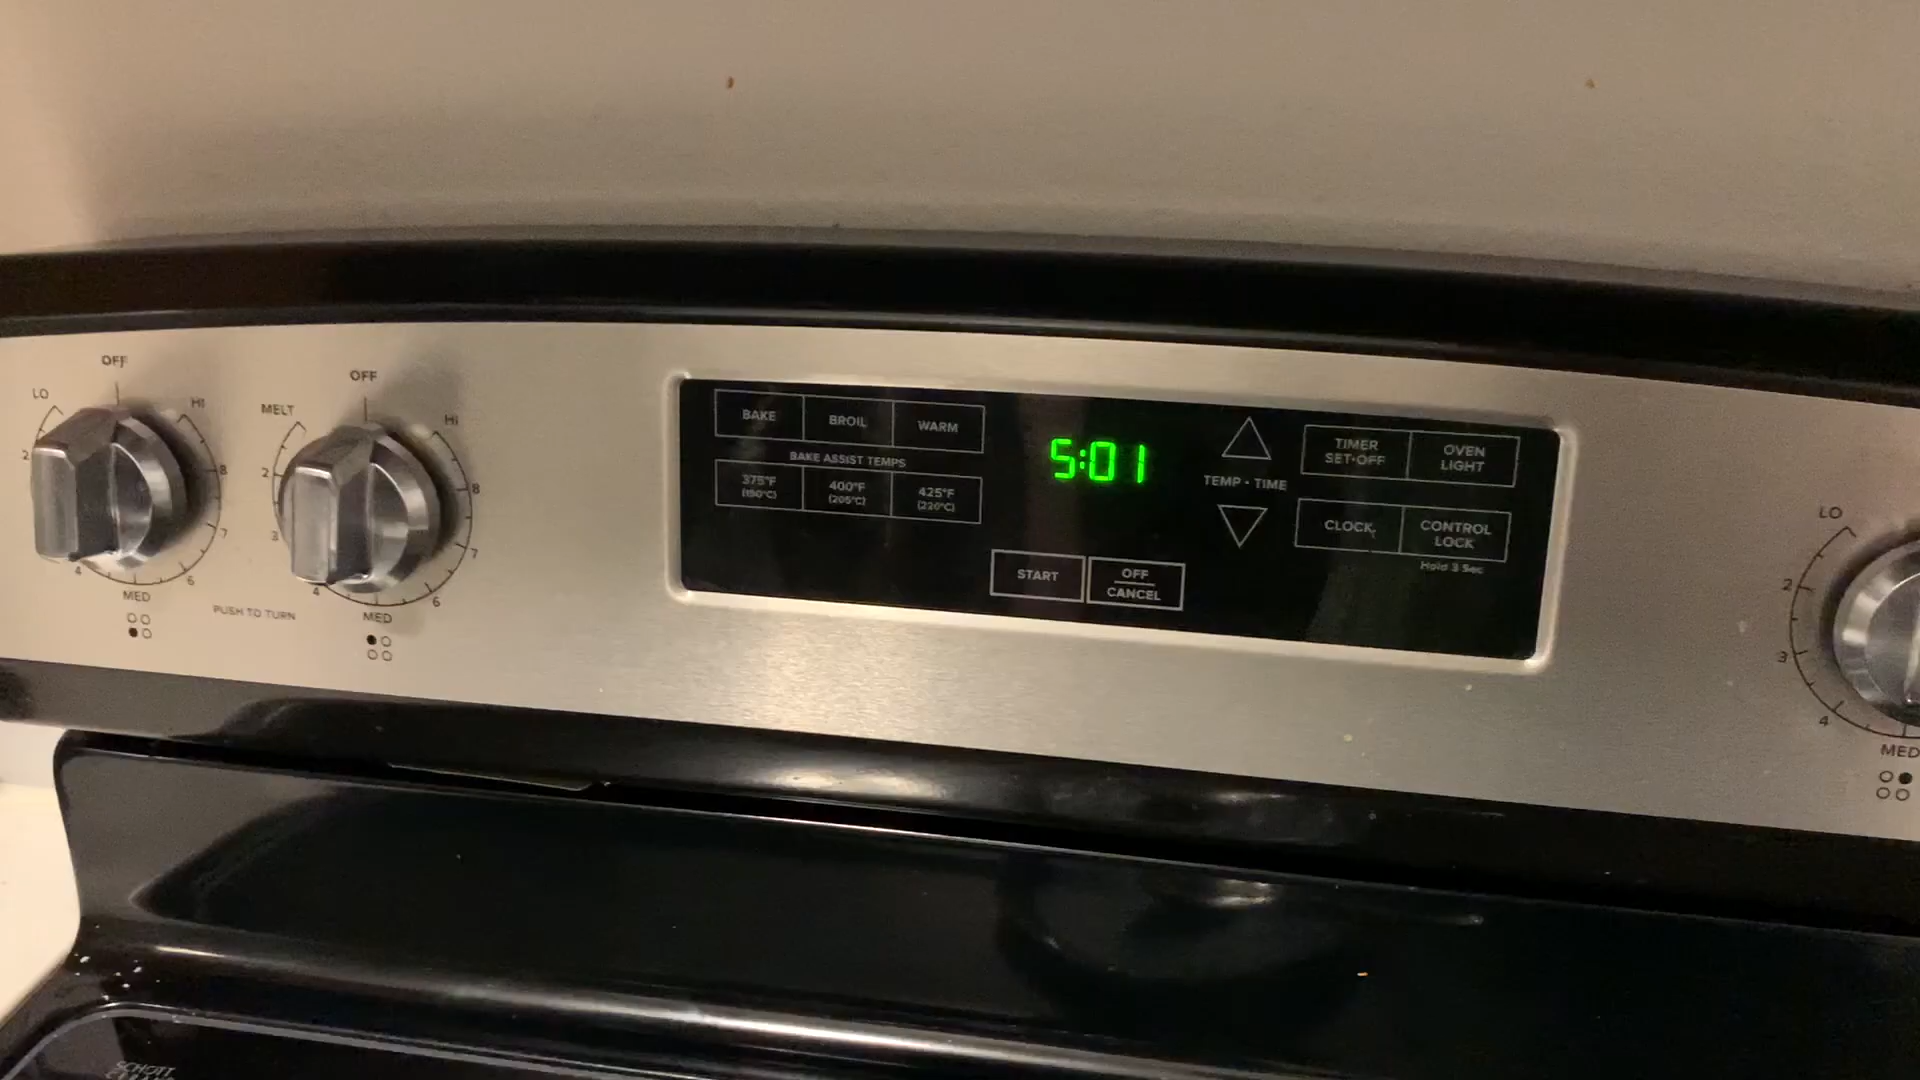 OFF
LO
HI
2
8
7
6
4
MED
PUSH TO TURN
OFF
MELT
HI
2
8
3
7
6
4
MED
BAKE
BROIL
WARM
BAKE ASSIST TEMPS
375°F
(190°C)
400°F
(205°C)
425°F
(220°C)
5:01
START
OFF
CANCEL
TEMP • TIME
TIMER
SET•OFF
OVEN
LIGHT
CLOCK
CONTROL
LOCK
Hold 3 Sec
LO
2
3
4
MED
SCHOTT